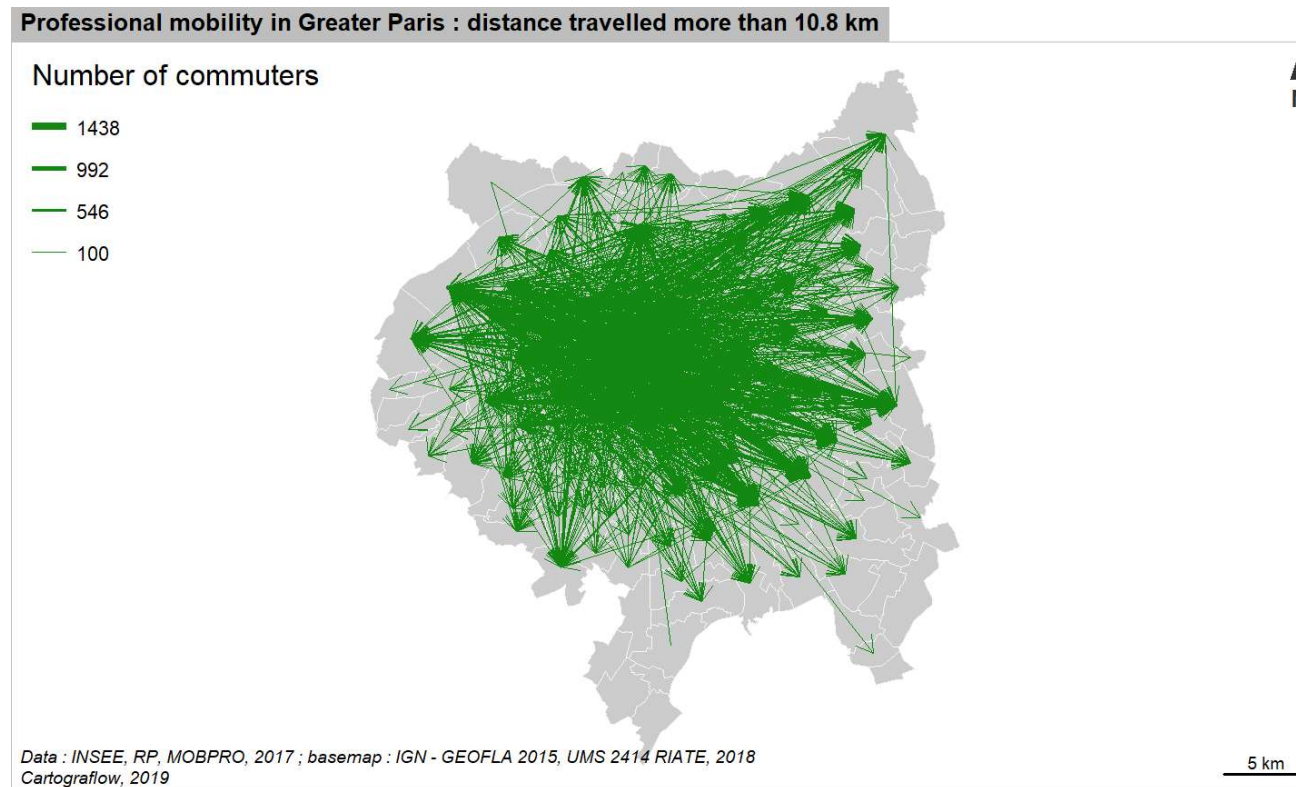 Professional mobility in Greater Paris : distance travelled more than 10.8 km
Number of commuters
1438
992
546
100
Data : INSEE, RP, MOBPRO, 2017 ; basemap : IGN - GEOFLA 2015, UMS 2414 RIATE, 2018
Cartograflow, 2019
5 km